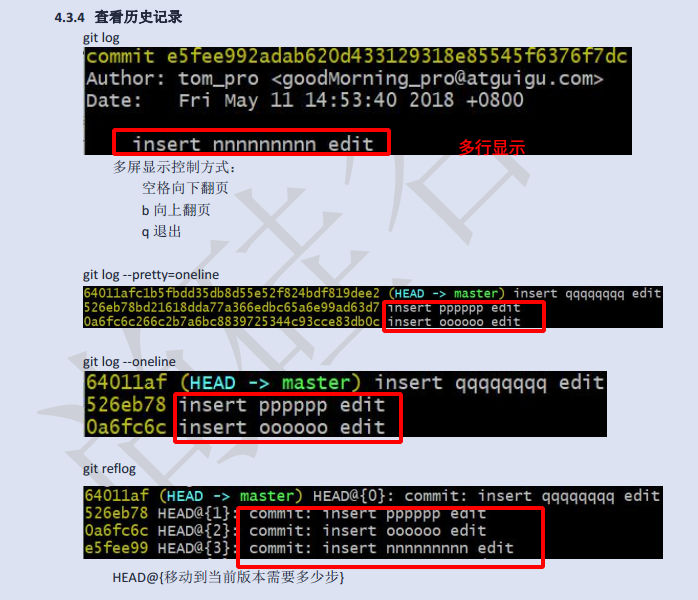 4.3.4 查看历史记录
git log
commit e5fee992adab620d433129318e85545f6376f7dc
Author: tom_pro <goodMorning_pro@atguigu.com>
Date: Fri May 11 14:53:40 2018 +0800
insert nnnnnnnnn edit
多行显示
多屏显示控制方式：
空格向下翻页
b 向上翻页
q 退出
git log --pretty=oneline
64011afc1b5fbdd35db8d55e52f824bdf819dee2 (HEAD -> master) insert qqqqqqqq edit
526eb78bd21618dda77a366edbc65a6e99ad63d7 insert pppppp edit
0a6fc6c266c2b7a6bc8839725344c93cce83db0c insert oooooo edit
git log --oneline
64011af (HEAD -> master) insert qqqqqqqq edit
526eb78 insert pppppp edit
0a6fc6c insert oooooo edit
git reflog
64011af (HEAD -> master) HEAD@{0}: commit: insert qqqqqqqq edit
526eb78 HEAD@{1}: commit: insert pppppp edit
0a6fc6c HEAD@{2}: commit: insert oooooo edit
e5fee99 HEAD@{3}: commit: insert nnnnnnnnn edit
HEAD@{移动到当前版本需要多少步}